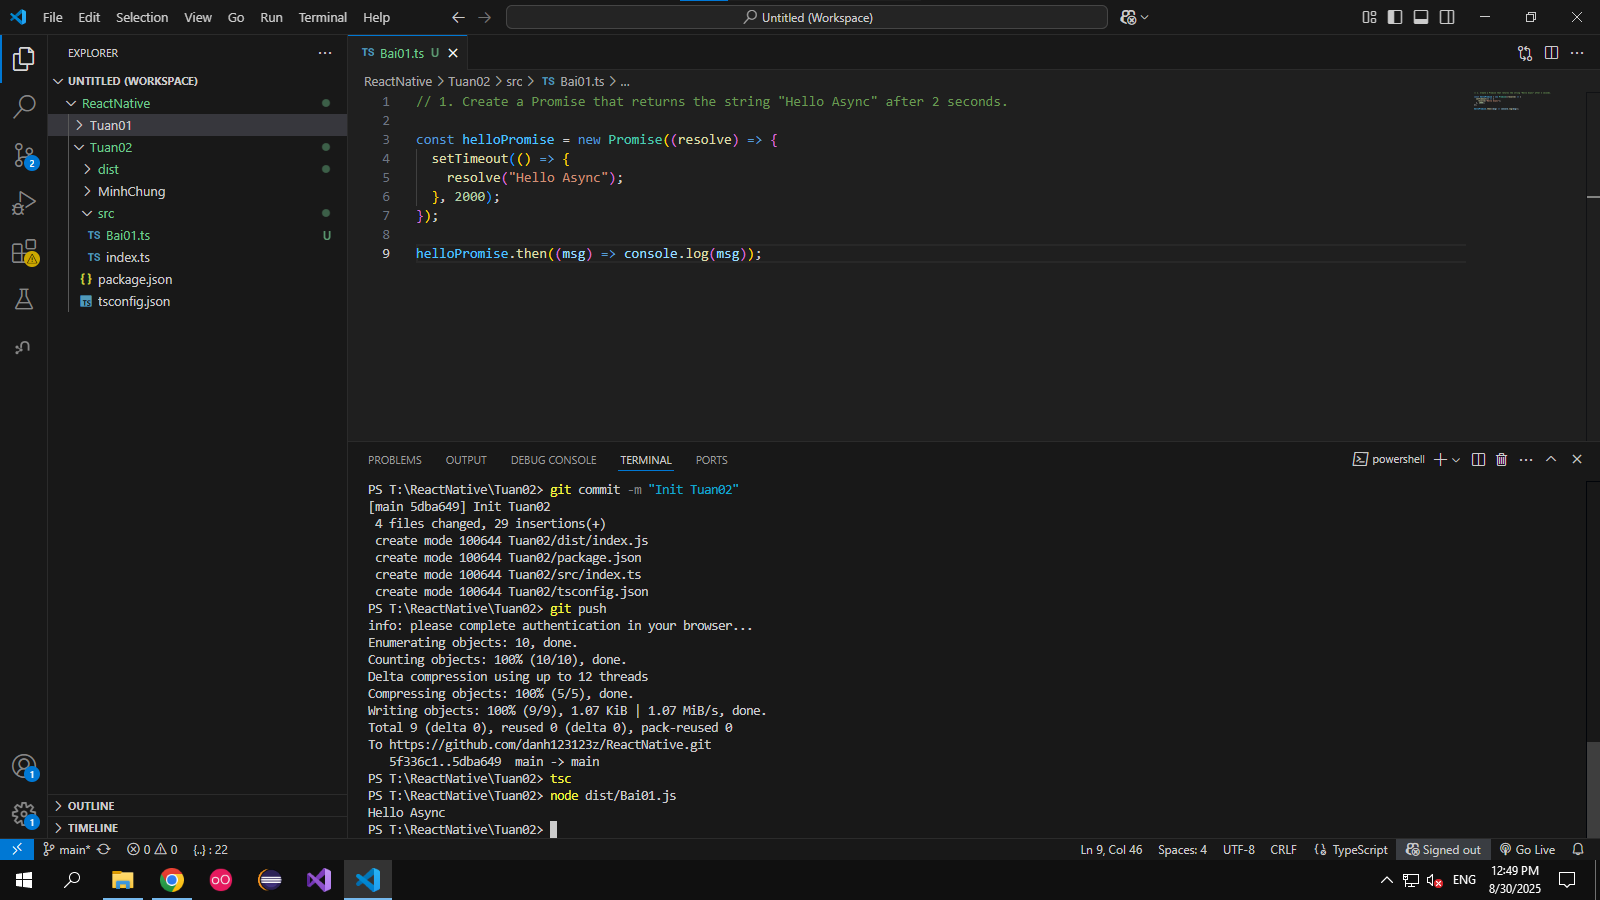 File Edit Selection View Go Run Terminal Help
Untitled (Workspace)
EXPLORER
UNTITLED (WORKSPACE)
ReactNative
Tuan01
Tuan02
dist
MinhChung
src
TS Bai01.ts U
TS index.ts
{} package.json
TS tsconfig.json
OUTLINE
TIMELINE
2
1
1
TS Bai01.ts U
ReactNative > Tuan02 > src > TS Bai01.ts > ...
1 // 1. Create a Promise that returns the string "Hello Async" after 2 seconds.
2
3 const helloPromise = new Promise((resolve) => {
4 setTimeout(() => {
5 resolve("Hello Async");
6 }, 2000);
7 });
8
9 helloPromise.then((msg) => console.log(msg));
PROBLEMS OUTPUT DEBUG CONSOLE TERMINAL PORTS
powershell
PS T:\ReactNative\Tuan02> git commit -m "Init Tuan02"
[main 5dba649] Init Tuan02
4 files changed, 29 insertions(+)
create mode 100644 Tuan02/dist/index.js
create mode 100644 Tuan02/package.json
create mode 100644 Tuan02/src/index.ts
create mode 100644 Tuan02/tsconfig.json
PS T:\ReactNative\Tuan02> git push
info: please complete authentication in your browser...
Enumerating objects: 10, done.
Counting objects: 100% (10/10), done.
Delta compression using up to 12 threads
Compressing objects: 100% (5/5), done.
Writing objects: 100% (9/9), 1.07 KiB | 1.07 MiB/s, done.
Total 9 (delta 0), reused 0 (delta 0), pack-reused 0
To https://github.com/danh123123z/ReactNative.git
5f336c1..5dba649 main -> main
PS T:\ReactNative\Tuan02> tsc
PS T:\ReactNative\Tuan02> node dist/Bai01.js
Hello Async
PS T:\ReactNative\Tuan02>
main* 0 0 {..} : 22
Ln 9, Col 46 Spaces: 4 UTF-8 CRLF {} TypeScript Signed out Go Live
ENG
12:49 PM
8/30/2025